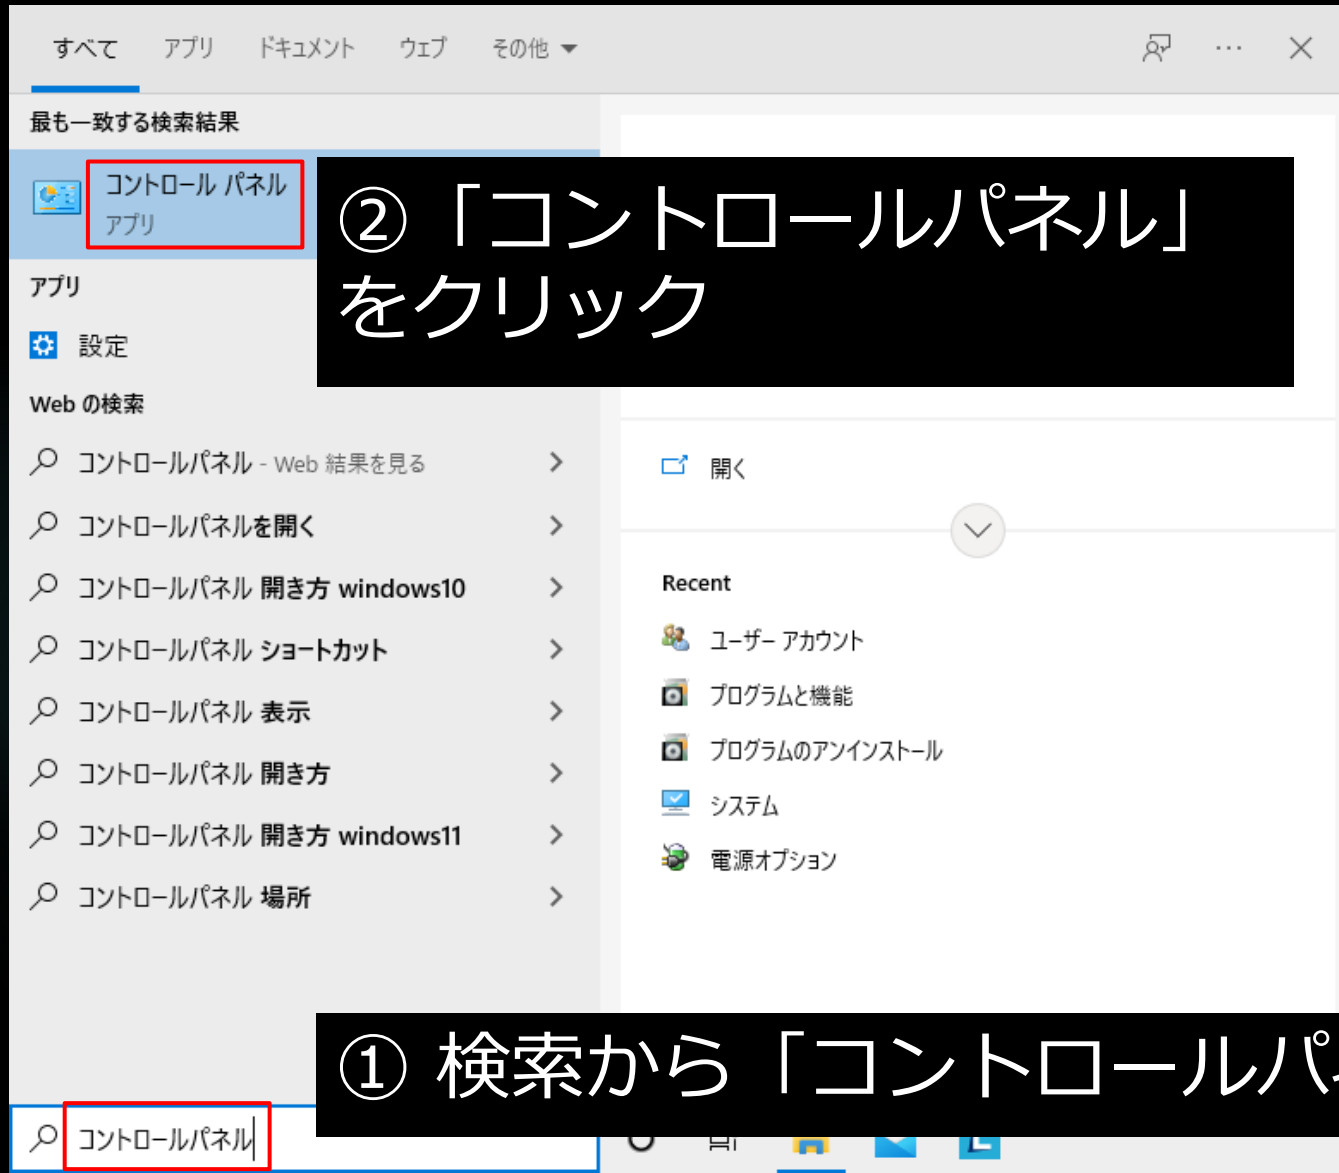 すべて アプリ ドキュメント ウェブ その他
最も一致する検索結果
コントロール パネル
アプリ
②「コントロールパネル」
をクリック
アプリ
設定
Web の検索
コントロールパネル - Web 結果を見る
コントロールパネルを開く
コントロールパネル 開き方 windows10
コントロールパネル ショートカット
コントロールパネル 表示
コントロールパネル 開き方
コントロールパネル 開き方 windows11
コントロールパネル 場所
開く
Recent
ユーザー アカウント
プログラムと機能
プログラムのアンインストール
システム
電源オプション
① 検索から「コントロールパ
コントロールパネル